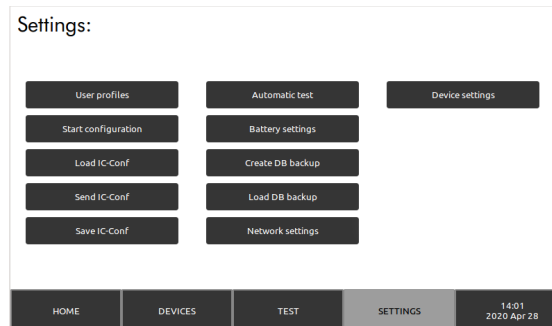 Settings:
User profiles
Automatic test
Device settings
Start configuration
Battery settings
Load IC-Conf
Create DB backup
Send IC-Conf
Load DB backup
Save IC-Conf
Network settings
HOME
DEVICES
TEST
SETTINGS
14:01
2020 Apr 28